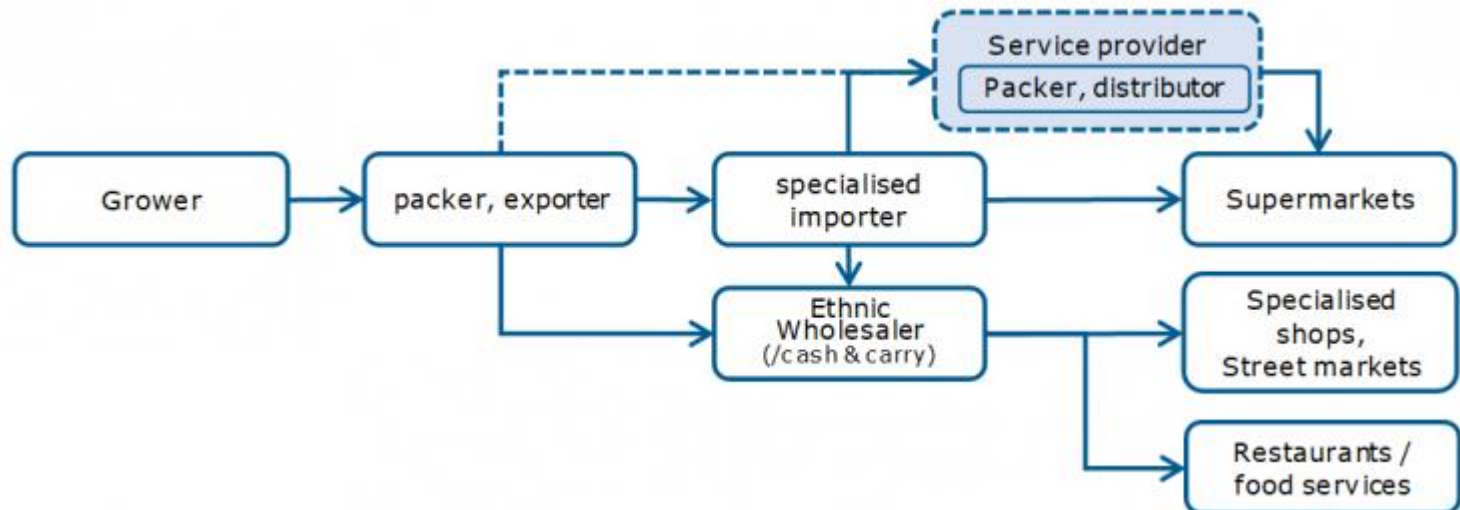 Service provider
Packer, distributor
Grower
packer, exporter
specialised
importer
Supermarkets
Ethnic
Wholesaler
(/cash & carry)
Specialised
shops,
Street markets
Restaurants /
food services